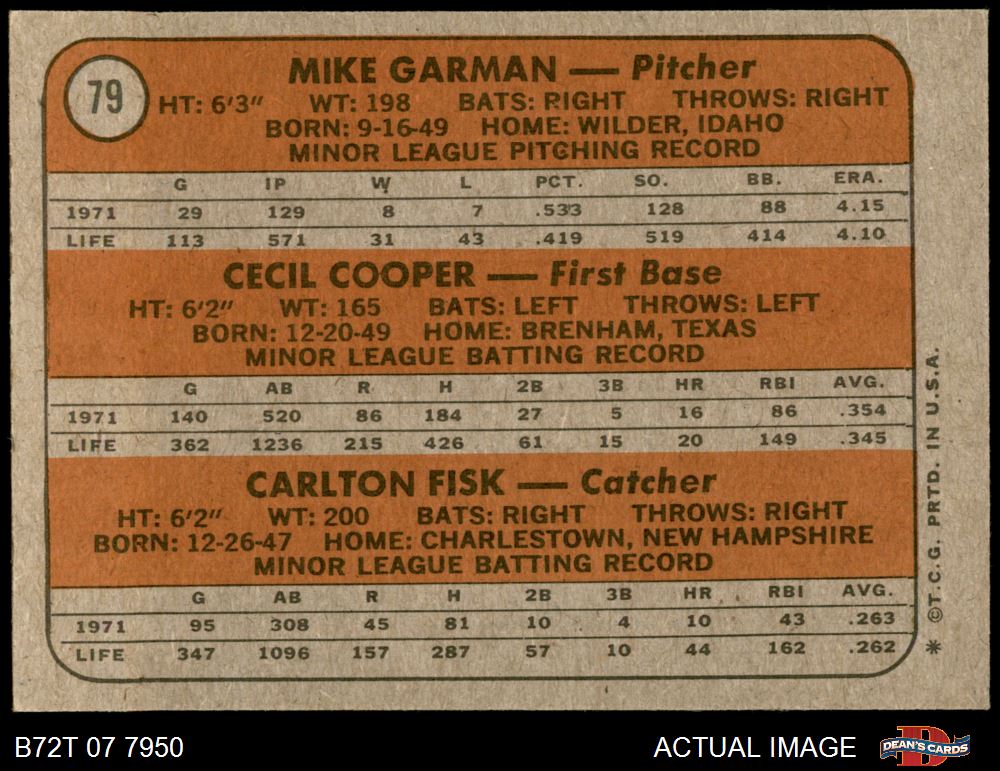 79
MIKE GARMAN — Pitcher
HT: 6'3" WT: 198 BATS: RIGHT THROWS: RIGHT
BORN: 9-16-49 HOME: WILDER, IDAHO
MINOR LEAGUE PITCHING RECORD
G IP W L PCT. SO. BB. ERA.
1971 29 129 8 7 .533 128 88 4.15
LIFE 113 571 31 43 .419 519 414 4.10
CECIL COOPER — First Base
HT: 6'2" WT: 165 BATS: LEFT THROWS: LEFT
BORN: 12-20-49 HOME: BRENHAM, TEXAS
MINOR LEAGUE BATTING RECORD
G AB R H 2B 3B HR RBI AVG.
1971 140 520 86 184 27 5 16 86 .354
LIFE 362 1236 215 426 61 15 20 149 .345
CARLTON FISK — Catcher
HT: 6'2" WT: 200 BATS: RIGHT THROWS: RIGHT
BORN: 12-26-47 HOME: CHARLESTOWN, NEW HAMPSHIRE
MINOR LEAGUE BATTING RECORD
G AB R H 2B 3B HR RBI AVG.
1971 95 308 45 81 10 4 10 43 .263
LIFE 347 1096 157 287 57 10 44 162 .262
* ©T.C.G. PRTD. IN U.S.A.
B72T 07 7950
ACTUAL IMAGE
DEAN'S CARDS